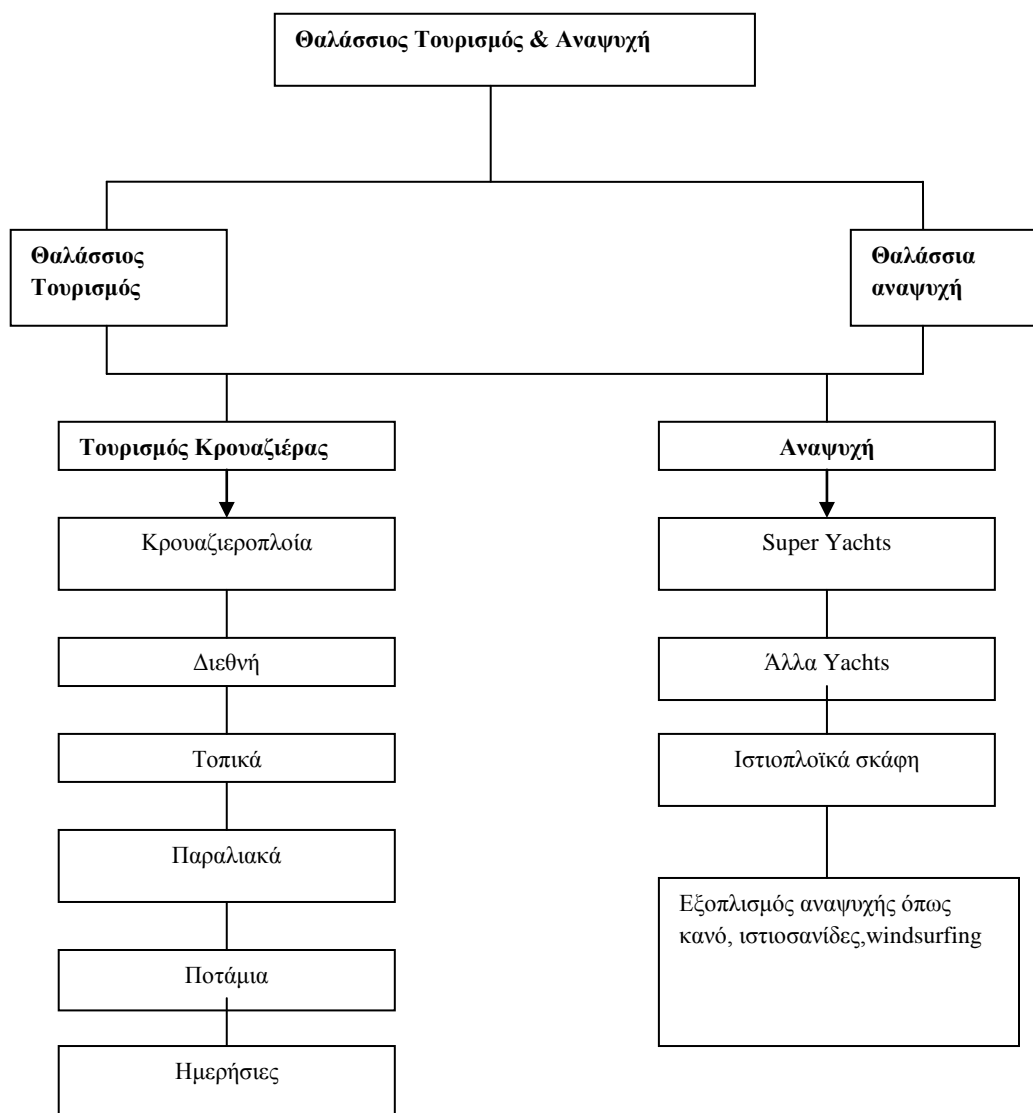 Θαλάσσιος Τουρισμός & Αναψυχή
Θαλάσσιος
Τουρισμός
Θαλάσσια
αναψυχή
Τουρισμός Κρουαζιέρας
Αναψυχή
Κρουαζιεροπλοία
Super Yachts
Διεθνή
Άλλα Yachts
Τοπικά
Ιστιοπλοϊκά σκάφη
Παραλιακά
Εξοπλισμός αναψυχής όπως
κανό, ιστιοσανίδες,windsurfing
Ποτάμια
Ημερήσιες